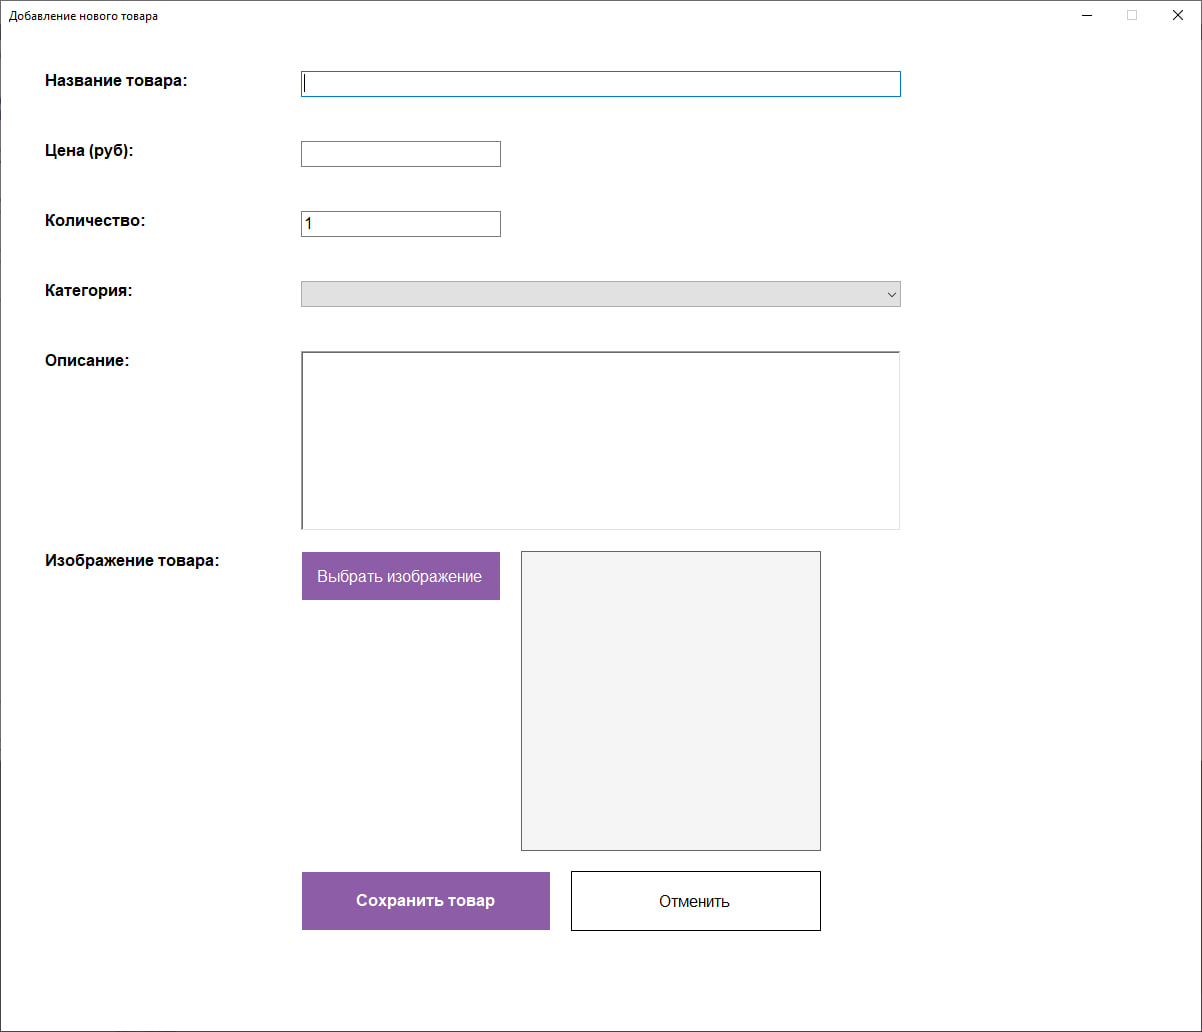 Добавление нового товара
Название товара:
Цена (руб):
Количество:
1
Категория:
Описание:
Изображение товара:
Выбрать изображение
Сохранить товар
Отменить